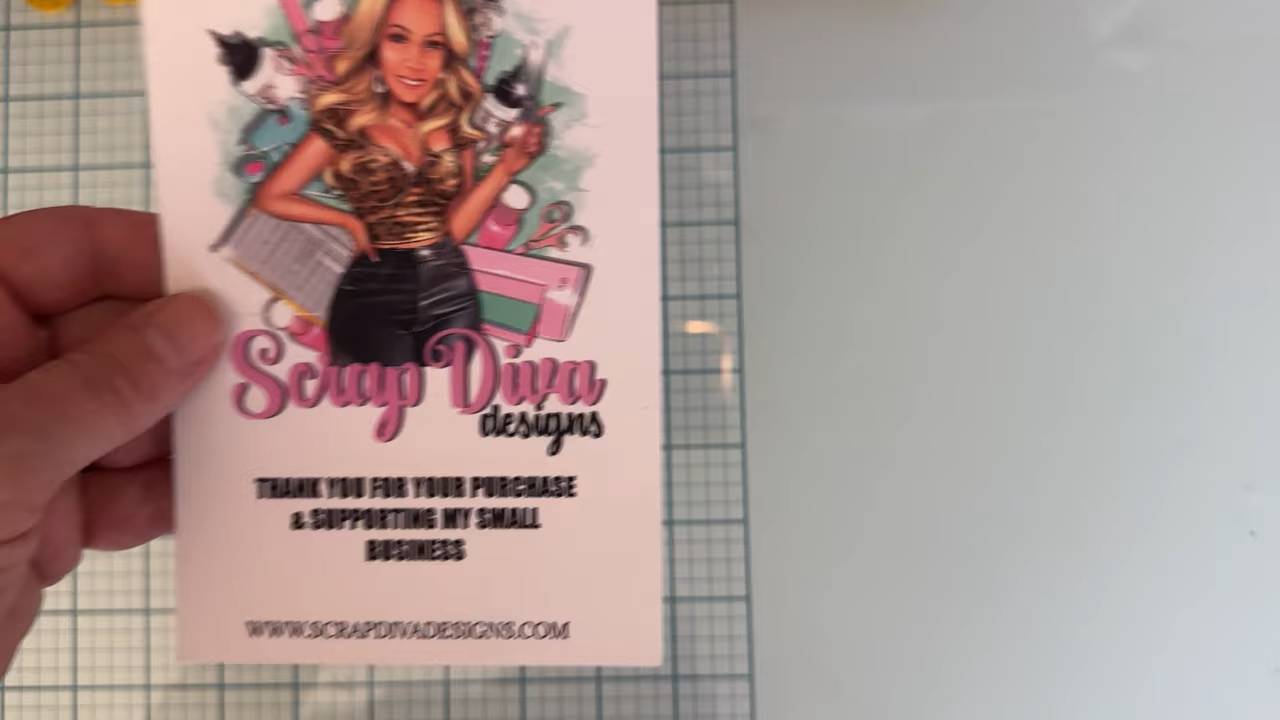 Scrap Diva
designs
THANK YOU FOR YOUR PURCHASE
& SUPPORTING MY SMALL
BUSINESS
WWW.SCRAPDIVADESIGNS.COM